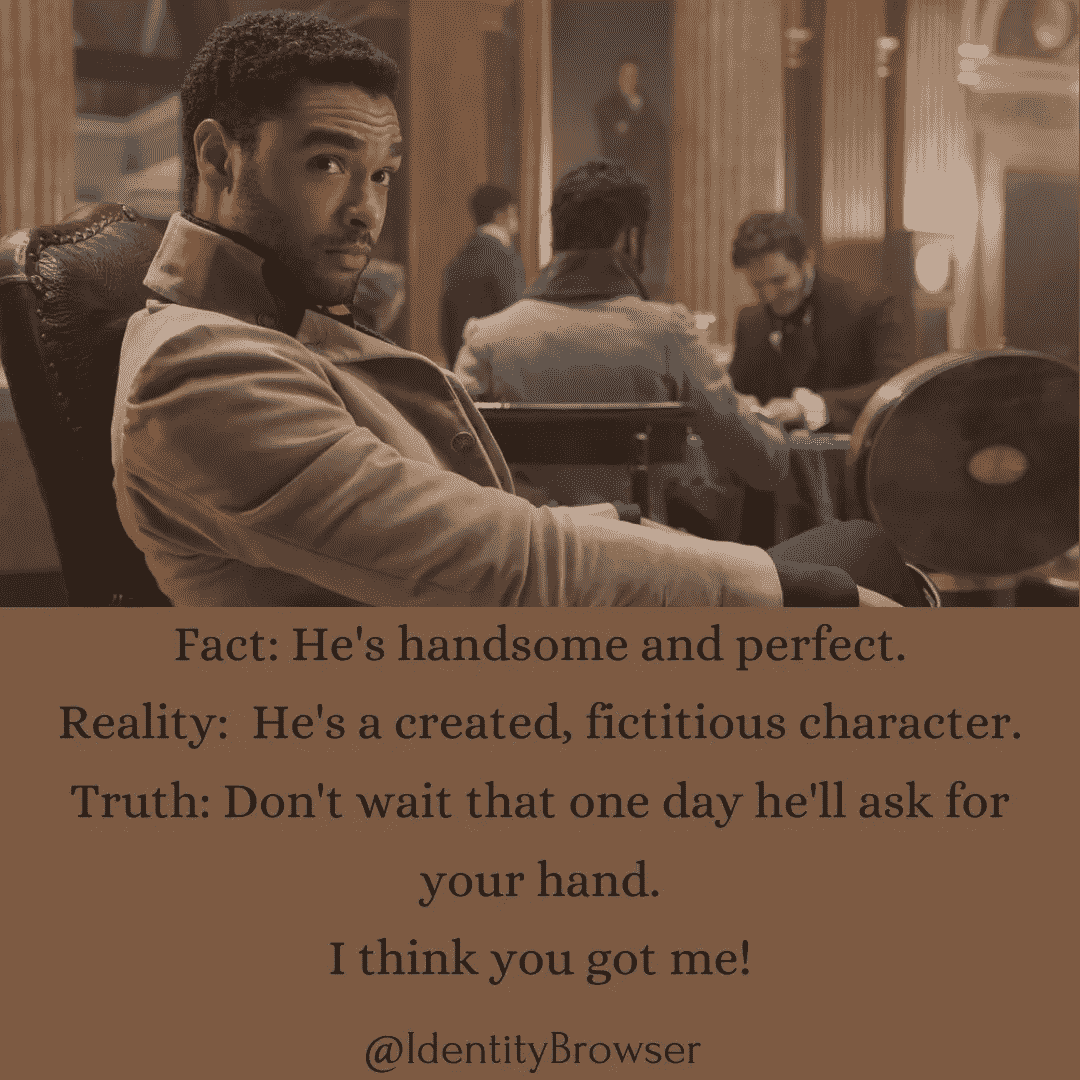 Fact: He's handsome and perfect.
Reality:  He's a created, fictitious character.
Truth: Don't wait that one day he'll ask for
your hand.
I think you got me!
@IdentityBrowser